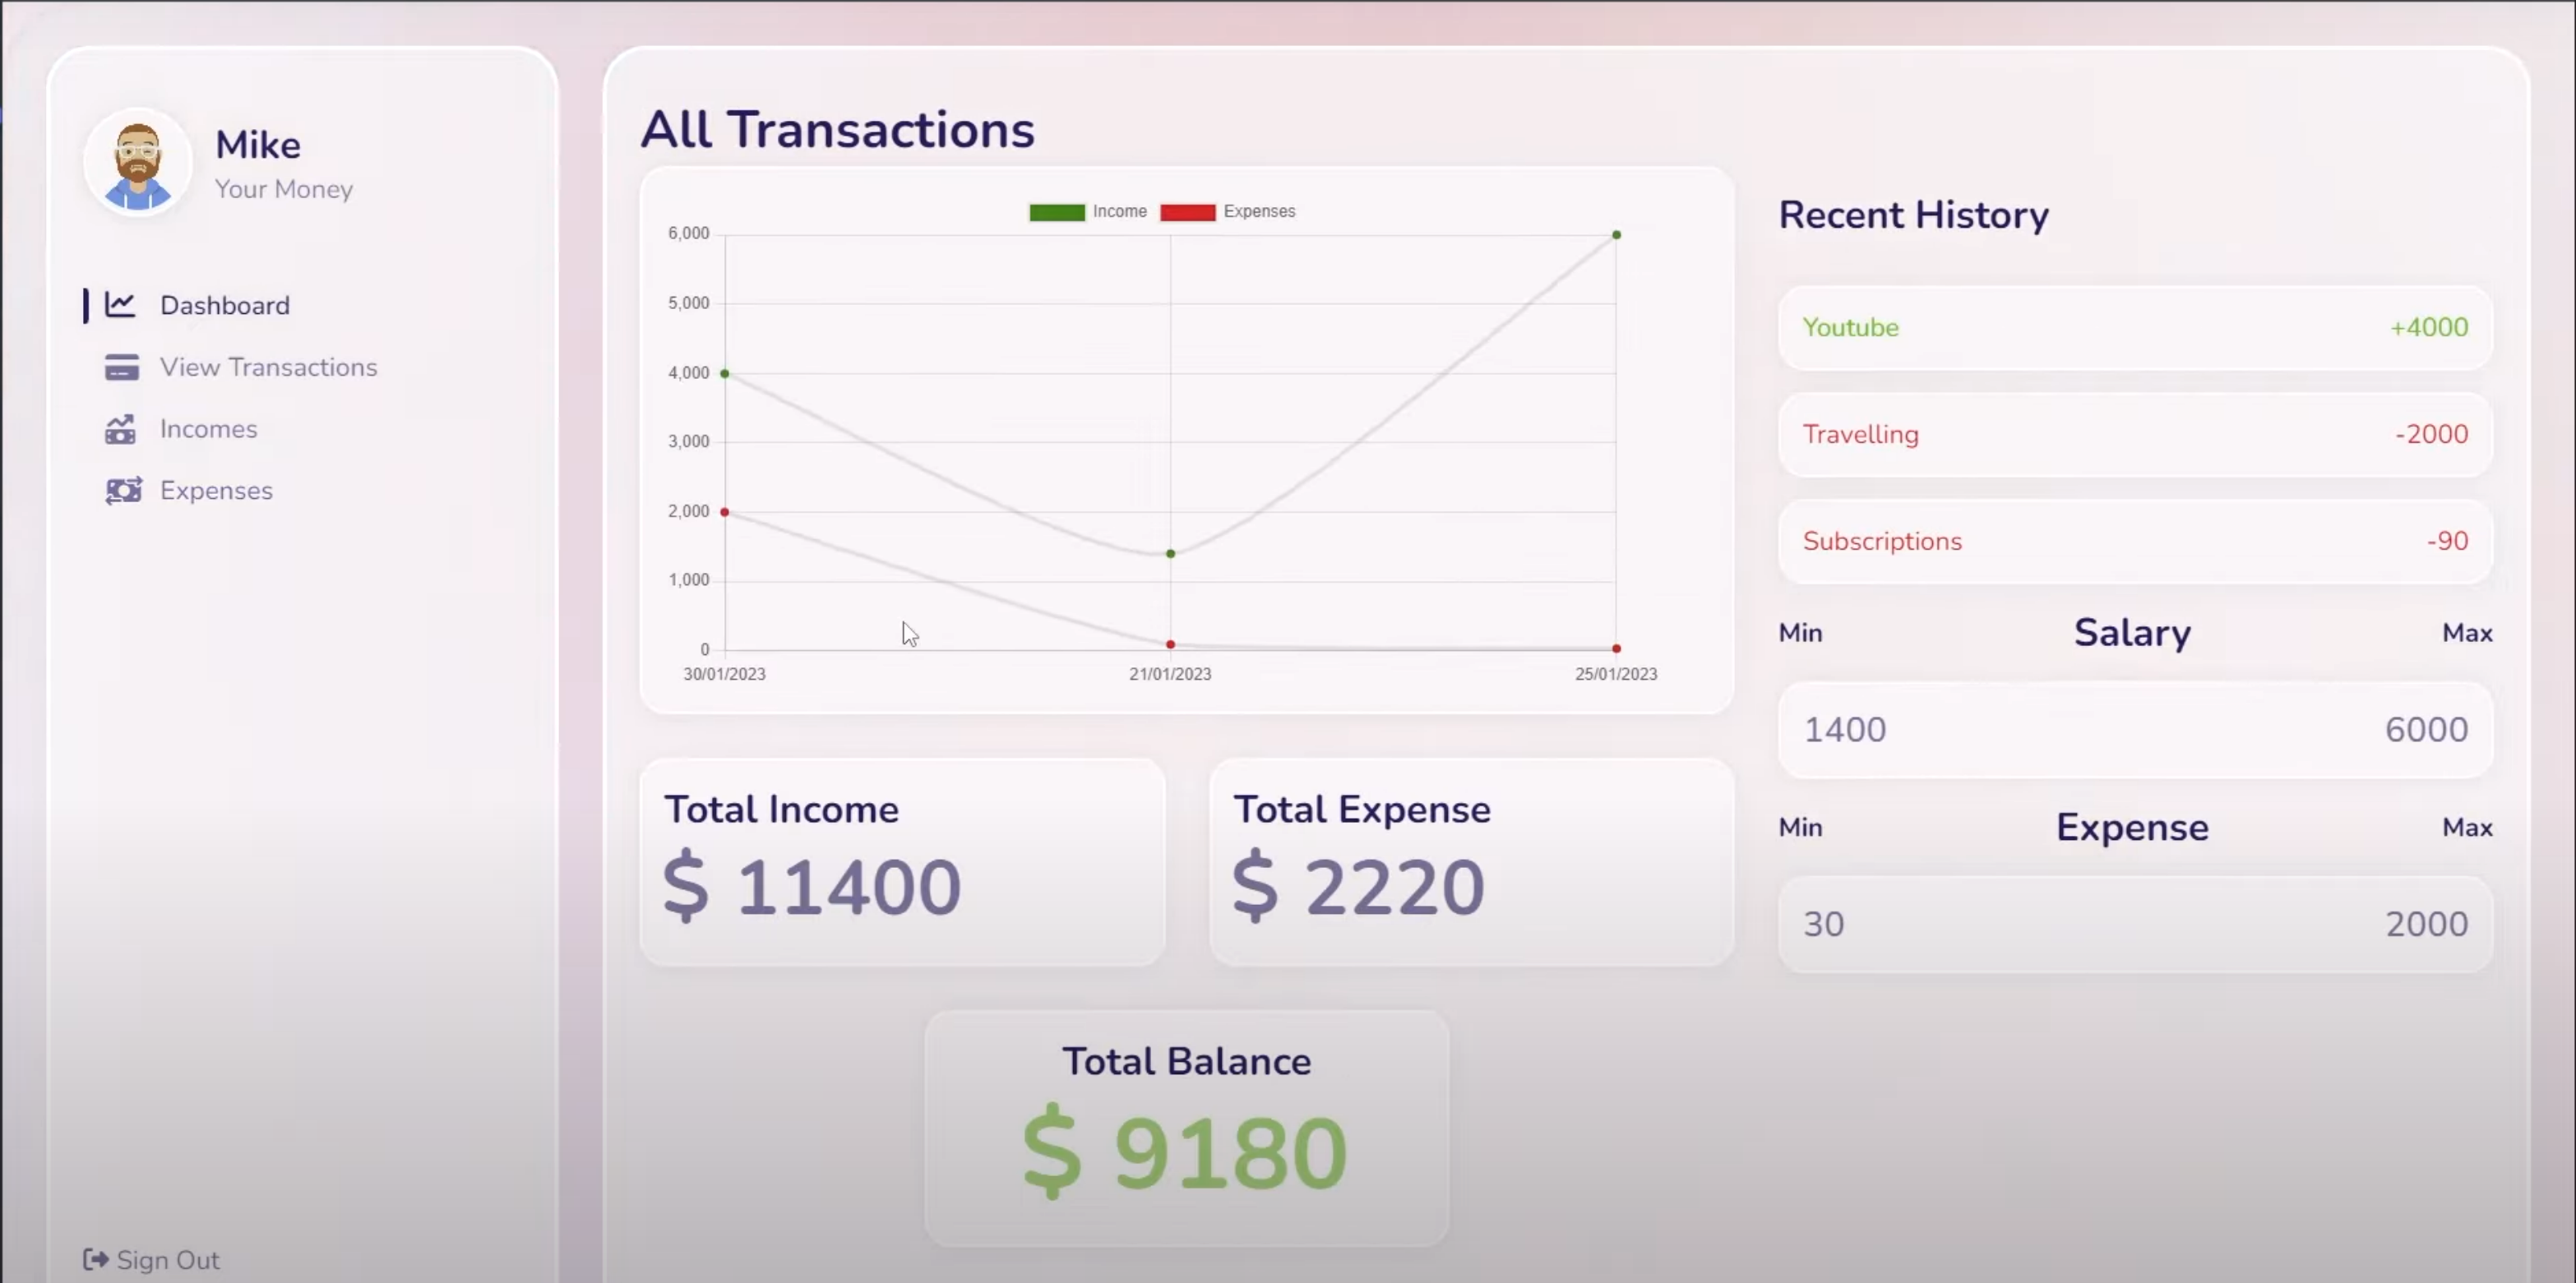 Mike
Your Money
Dashboard
View Transactions
Incomes
Expenses
Sign Out
All Transactions
Income Expenses
6,000
5,000
4,000
3,000
2,000
1,000
0
30/01/2023 21/01/2023 25/01/2023
Total Income
$ 11400
Total Expense
$ 2220
Total Balance
$ 9180
Recent History
Youtube +4000
Travelling -2000
Subscriptions -90
Min Salary Max
1400 6000
Min Expense Max
30 2000